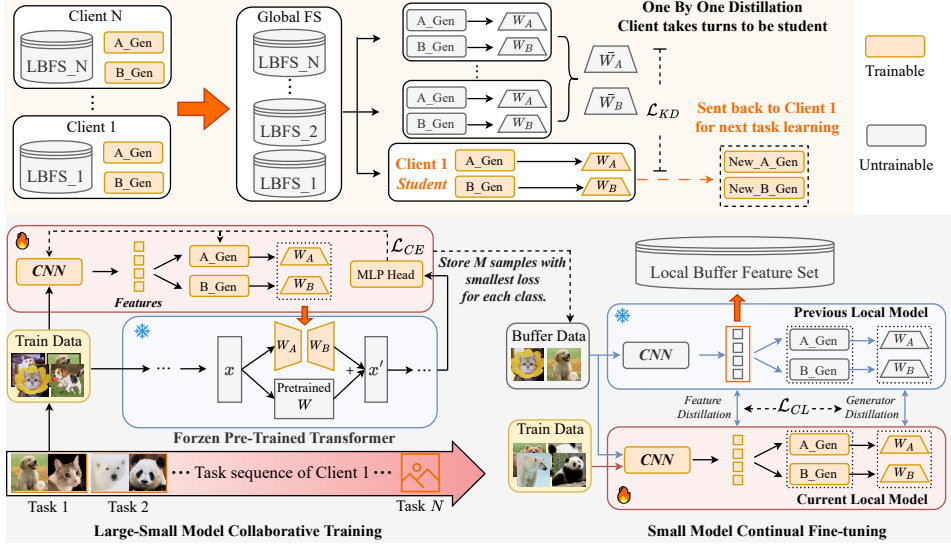 Client N
LBFS_N
A_Gen
B_Gen
Client 1
LBFS_1
A_Gen
B_Gen
Global FS
LBFS_N
LBFS_2
LBFS_1
A_Gen
W_A
B_Gen
W_B
A_Gen
W_A
B_Gen
W_B
Client 1
Student
A_Gen
W_A
B_Gen
W_B
One By One Distillation
Client takes turns to be student
W̄_A
W̄_B
ℒ_KD
Sent back to Client 1
for next task learning
New_A_Gen
New_B_Gen
Trainable
Untrainable
CNN
Features
A_Gen
B_Gen
W_A
W_B
ℒ_CE
MLP Head
Store M samples with
smallest loss
for each class.
Train Data
...
x
W_A
W_B
Pretrained
W
+
x′
...
Forzen Pre-Trained Transformer
Task 1
Task 2
... Task sequence of Client 1 ...
Task N
Large-Small Model Collaborative Training
Local Buffer Feature Set
Previous Local Model
Buffer Data
CNN
A_Gen
B_Gen
W_A
W_B
Feature
Distillation
ℒ_CL
Generator
Distillation
Train Data
CNN
A_Gen
B_Gen
W_A
W_B
Current Local Model
Small Model Continual Fine-tuning